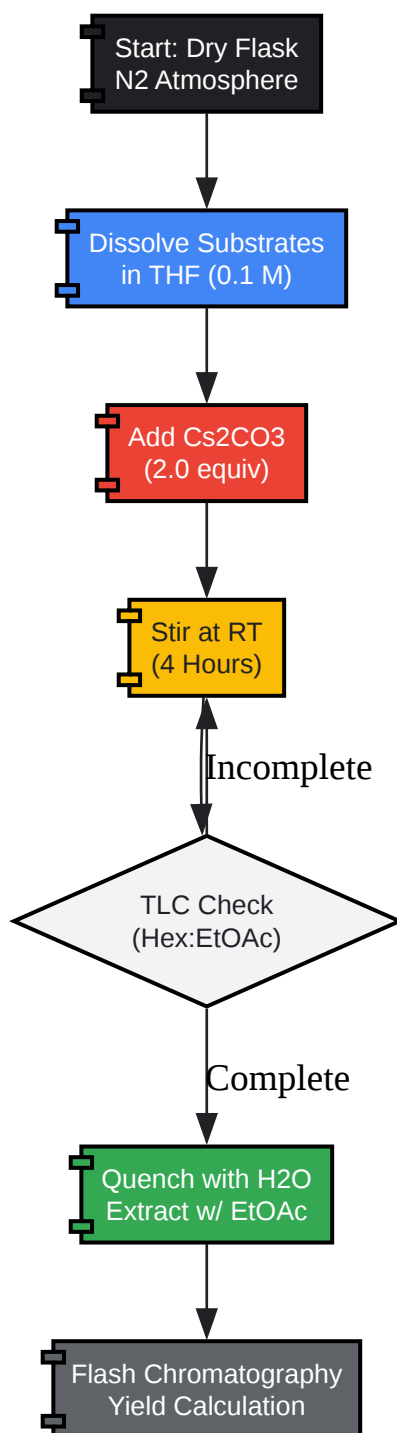 Start: Dry Flask
N2 Atmosphere
Dissolve Substrates
in THF (0.1 M)
Add Cs2CO3
(2.0 equiv)
Stir at RT
(4 Hours)
Incomplete
TLC Check
(Hex:EtOAc)
Complete
Quench with H2O
Extract w/ EtOAc
Flash Chromatography
Yield Calculation